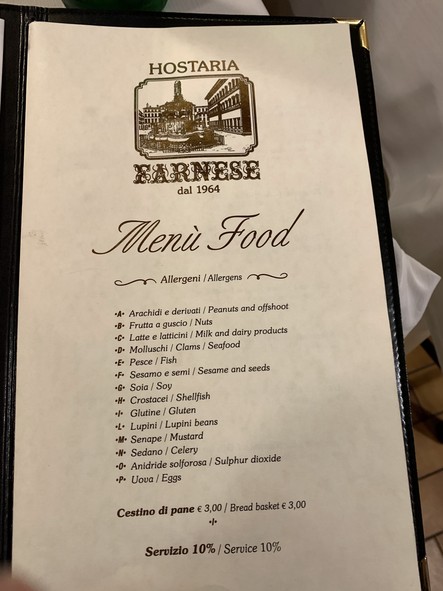 HOSTARIA
FARNESE
dal 1964
Menù Food
Allergeni / Allergens
•A• Arachidi e derivati / Peanuts and offshoot
•B• Frutta a guscio / Nuts
•C• Latte e latticini / Milk and dairy products
•D• Molluschi / Clams / Seafood
•E• Pesce / Fish
•F• Sesamo e semi / Sesame and seeds
•G• Soia / Soy
•H• Crostacei / Shellfish
•I• Glutine / Gluten
•L• Lupini / Lupini beans
•M• Senape / Mustard
•N• Sedano / Celery
•O• Anidride solforosa / Sulphur dioxide
•P• Uova / Eggs
Cestino di pane € 3,00 / Bread basket € 3,00
•I•
Servizio 10% / Service 10%